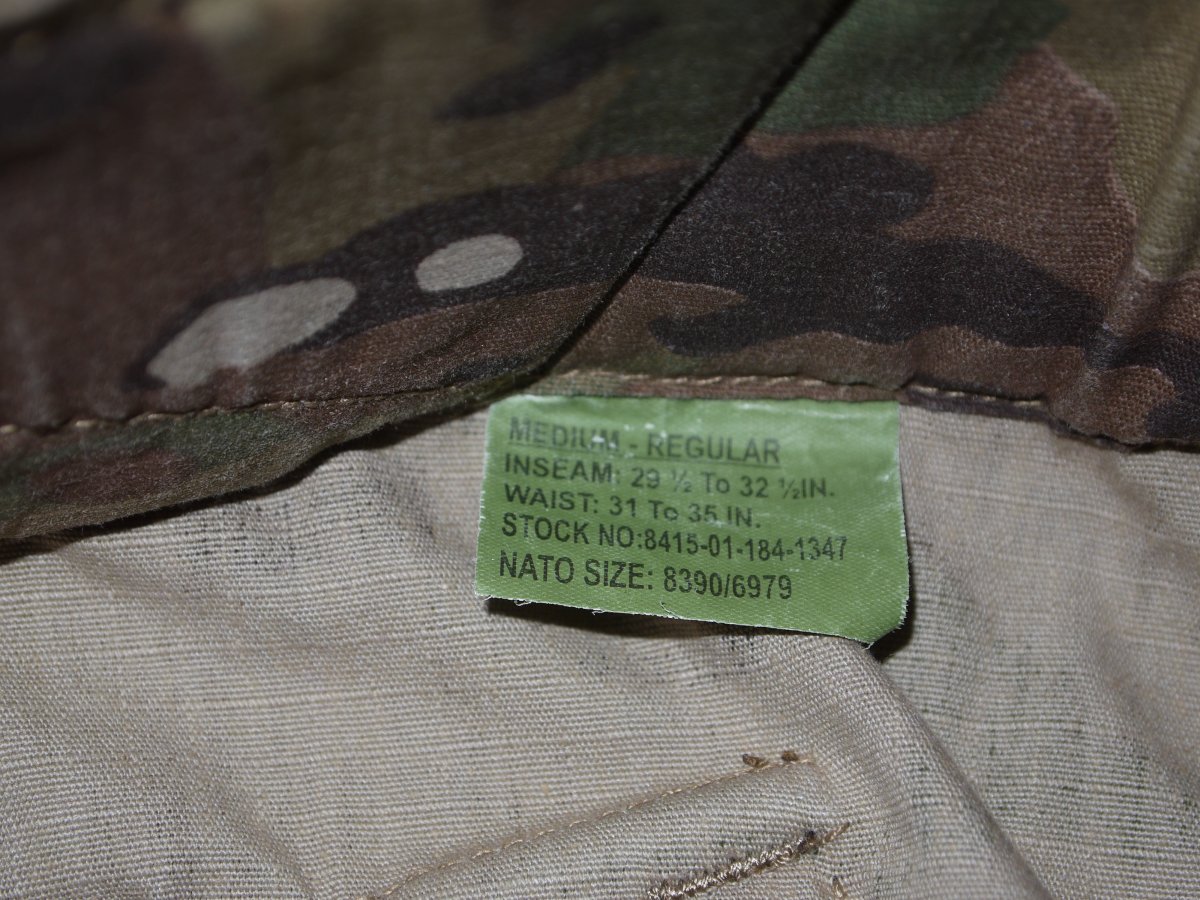 MEDIUM - REGULAR
INSEAM: 29 ½ To 32 ½IN.
WAIST: 31 To 35 IN.
STOCK NO:8415-01-184-1347
NATO SIZE: 8390/6979